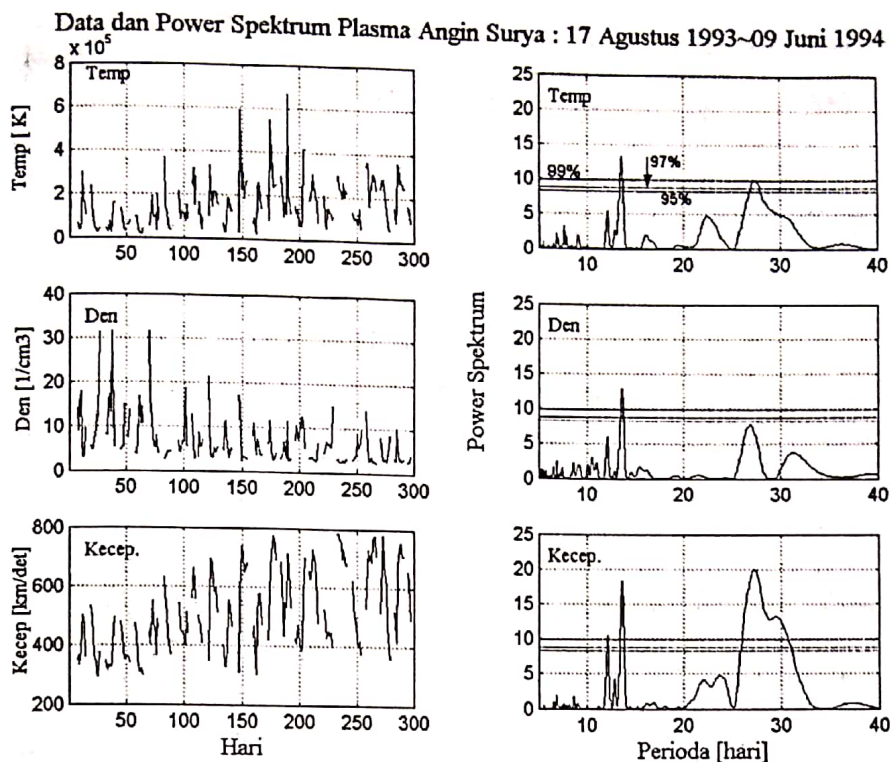 Data dan Power Spektrum Plasma Angin Surya : 17 Agustus 1993~09 Juni 1994
x 10⁵
8
6
4
2
0
Temp [ K]
Temp
50 100 150 200 250 300
25
20
15
10
5
0
Temp
99%
97%
95%
10 20 30 40
40
30
20
10
0
Den [1/cm3]
Den
50 100 150 200 250 300
Power Spektrum
25
20
15
10
5
0
Den
10 20 30 40
800
600
400
200
Kecep [km/det]
Kecep.
50 100 150 200 250 300
Hari
25
20
15
10
5
0
Kecep.
10 20 30 40
Perioda [hari]